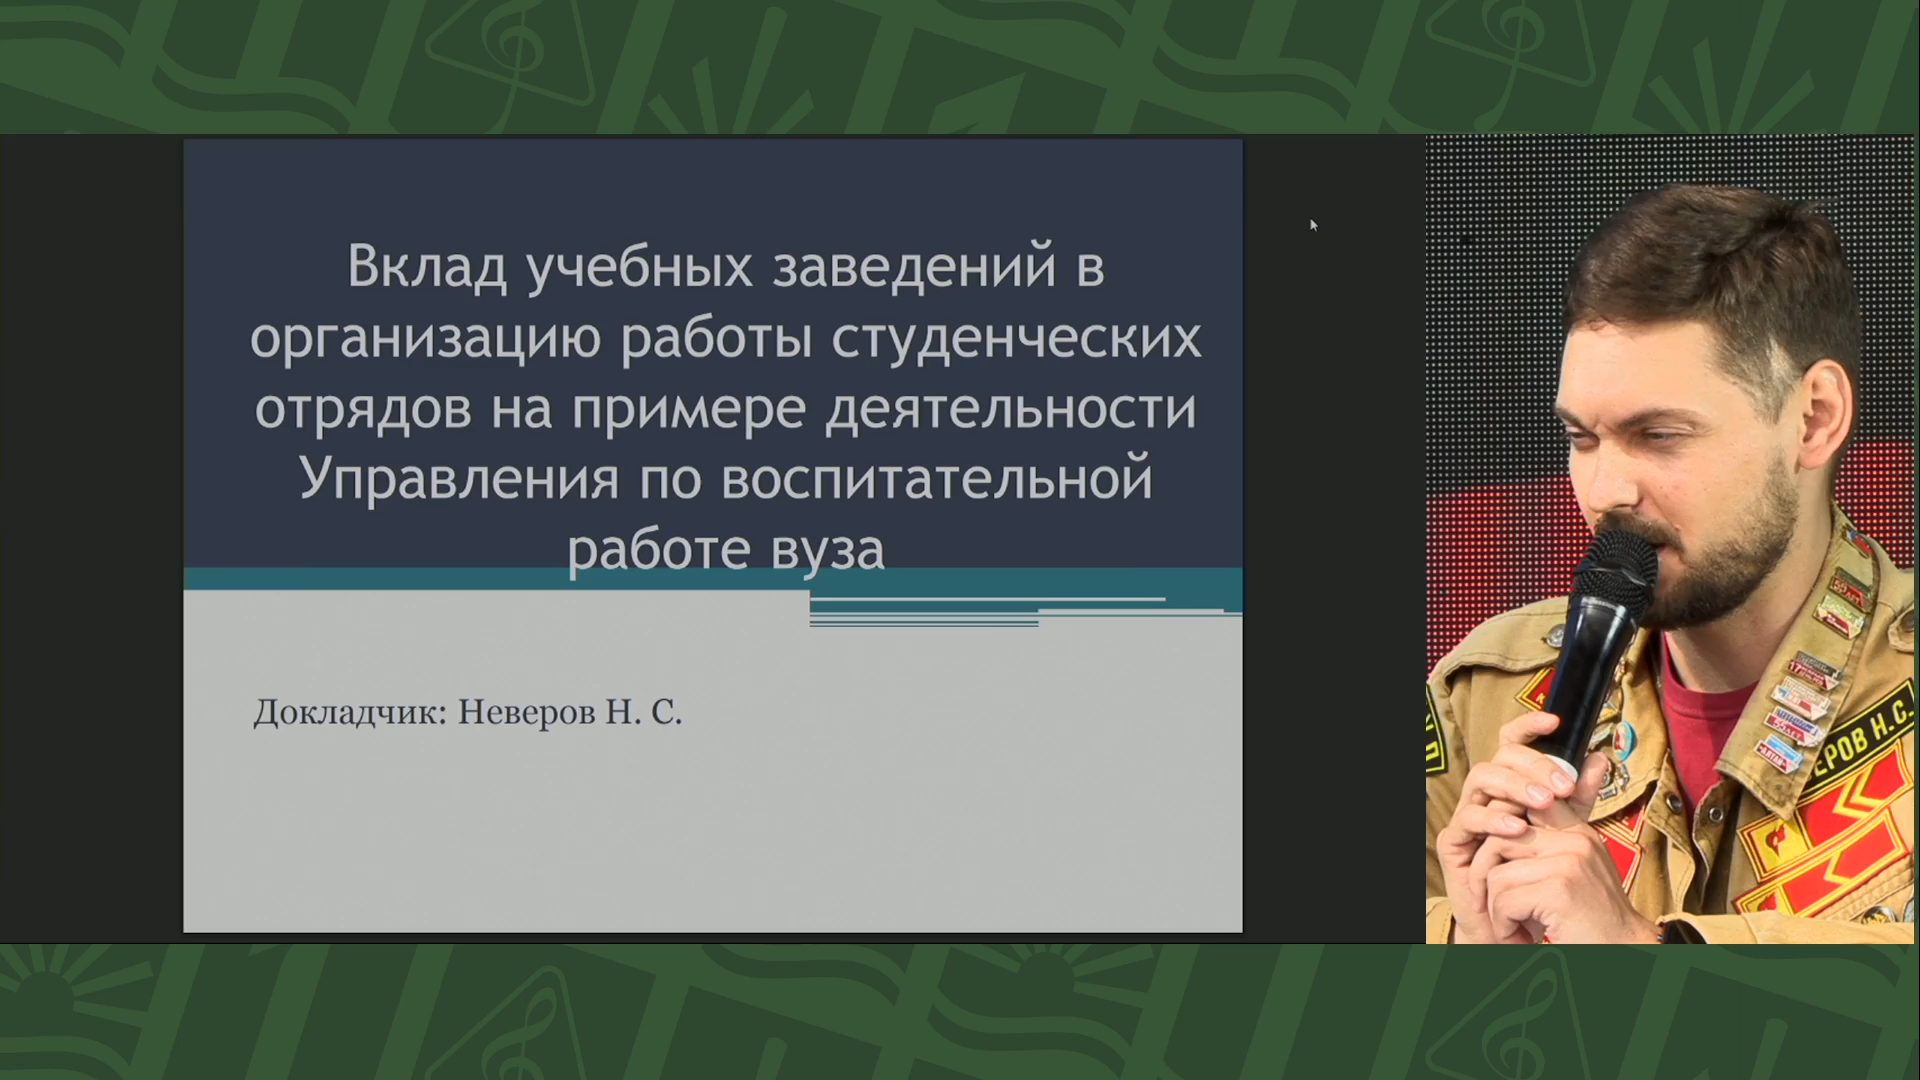 Вклад учебных заведений в
организацию работы студенческих
отрядов на примере деятельности
Управления по воспитательной
работе вуза
Докладчик: Неверов Н. С.
ЕРОВ Н.С.